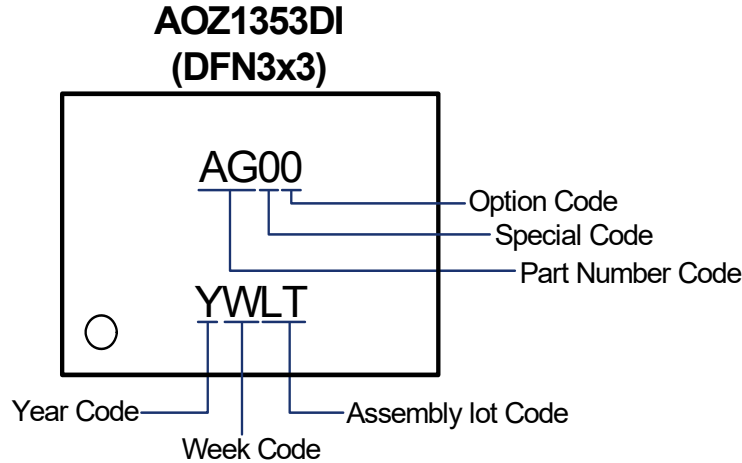 AOZ1353DI
(DFN3x3)
AG00
Option Code
Special Code
Part Number Code
YWLT
Year Code
Assembly lot Code
Week Code